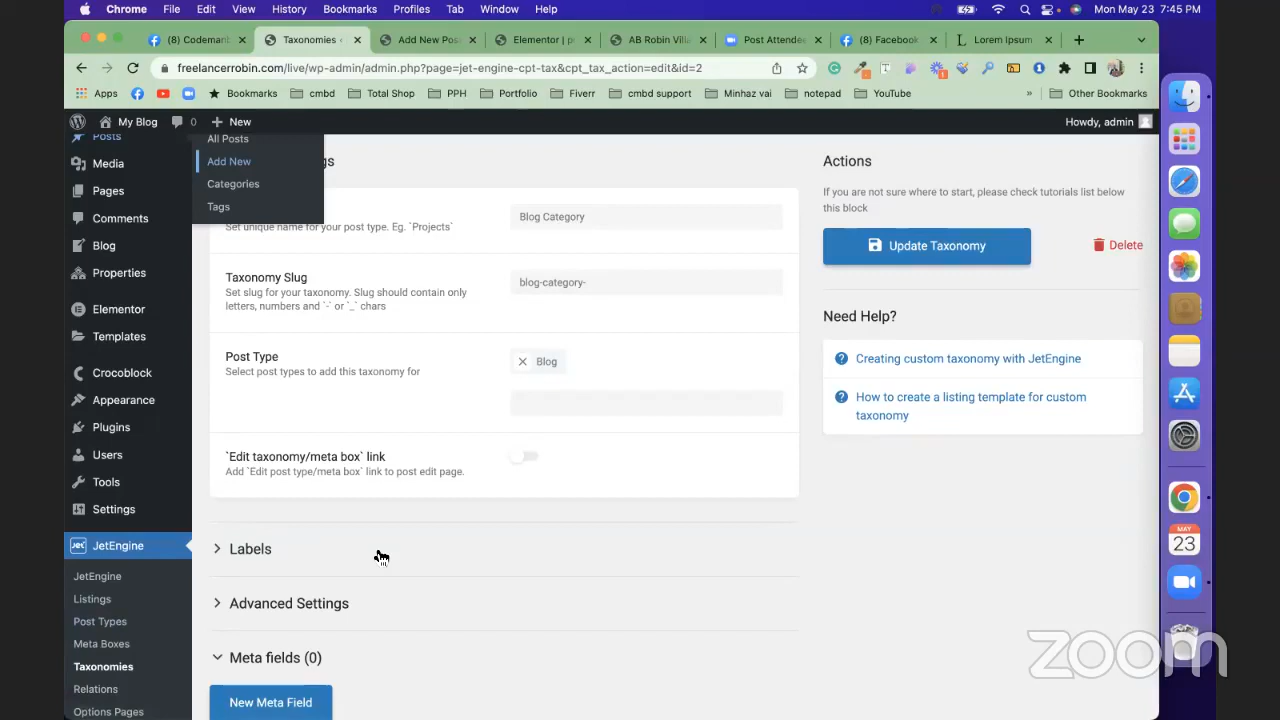 Chrome File Edit View History Bookmarks Profiles Tab Window Help Mon May 23 7:45 PM
(8) Codemanb Taxonomies ‹ Add New Pos Elementor | p AB Robin Villa Post Attende (8) Facebook Lorem Ipsum
freelancerrobin.com/live/wp-admin/admin.php?page=jet-engine-cpt-tax&cpt_tax_action=edit&id=2
Apps Bookmarks cmbd Total Shop PPH Portfolio Fiverr cmbd support Minhaz vai notepad YouTube » Other Bookmarks
My Blog 0 + New Howdy, admin
Posts
All Posts
Add New
Categories
Tags
Media
Pages
Comments
Blog
Properties
Elementor
Templates
Crocoblock
Appearance
Plugins
Users
Tools
Settings
JetEngine
JetEngine
Listings
Post Types
Meta Boxes
Taxonomies
Relations
Options Pages
gs
Set unique name for your post type. Eg. `Projects`
Blog Category
Taxonomy Slug
Set slug for your taxonomy. Slug should contain only
letters, numbers and `-` or `_` chars
blog-category-
Post Type
Select post types to add this taxonomy for
Blog
`Edit taxonomy/meta box` link
Add `Edit post type/meta box` link to post edit page.
Labels
Advanced Settings
Meta fields (0)
New Meta Field
Actions
If you are not sure where to start, please check tutorials list below
this block
Update Taxonomy
Delete
Need Help?
Creating custom taxonomy with JetEngine
How to create a listing template for custom
taxonomy
MAY
23
zoom